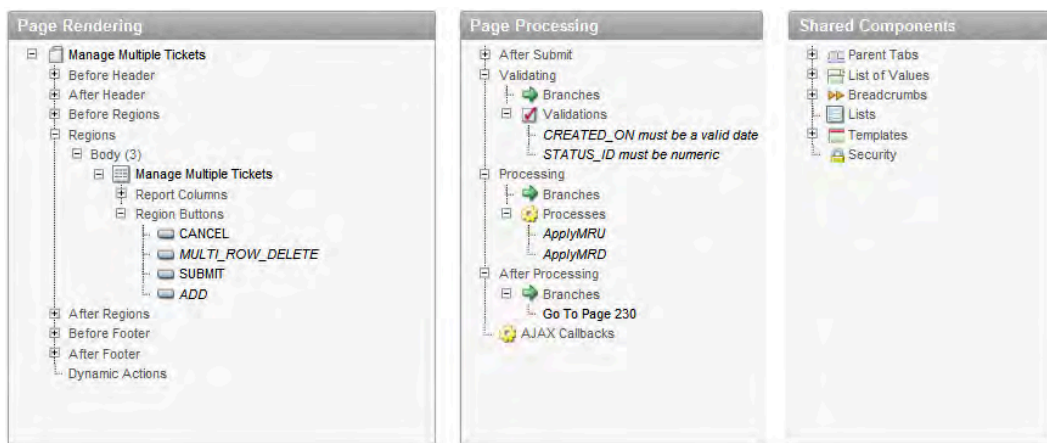 Page Rendering
Manage Multiple Tickets
Before Header
After Header
Before Regions
Regions
Body (3)
Manage Multiple Tickets
Report Columns
Region Buttons
CANCEL
MULTI_ROW_DELETE
SUBMIT
ADD
After Regions
Before Footer
After Footer
Dynamic Actions
Page Processing
After Submit
Validating
Branches
Validations
CREATED_ON must be a valid date
STATUS_ID must be numeric
Processing
Branches
Processes
ApplyMRU
ApplyMRD
After Processing
Branches
Go To Page 230
AJAX Callbacks
Shared Components
Parent Tabs
List of Values
Breadcrumbs
Lists
Templates
Security